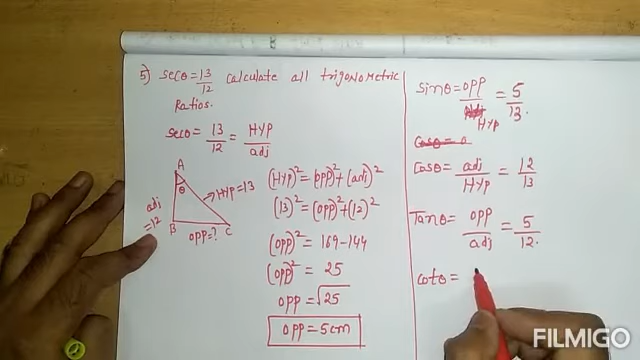 5) secθ = 13/12 calculate all trigonometric
Ratios.
secθ = 13/12 = HYP/adj
A
θ
HYP = 13
adj
= 12
B
C
OPP = ?
(HYP)² = (OPP)² + (adj)²
(13)² = (OPP)² + (12)²
(OPP)² = 169 - 144
(OPP)² = 25
OPP = √25
OPP = 5cm
sinθ = OPP/HYP = 5/13.
cosθ = adj/HYP = 12/13
Tanθ = OPP/adj = 5/12.
cotθ =
FILMIGO